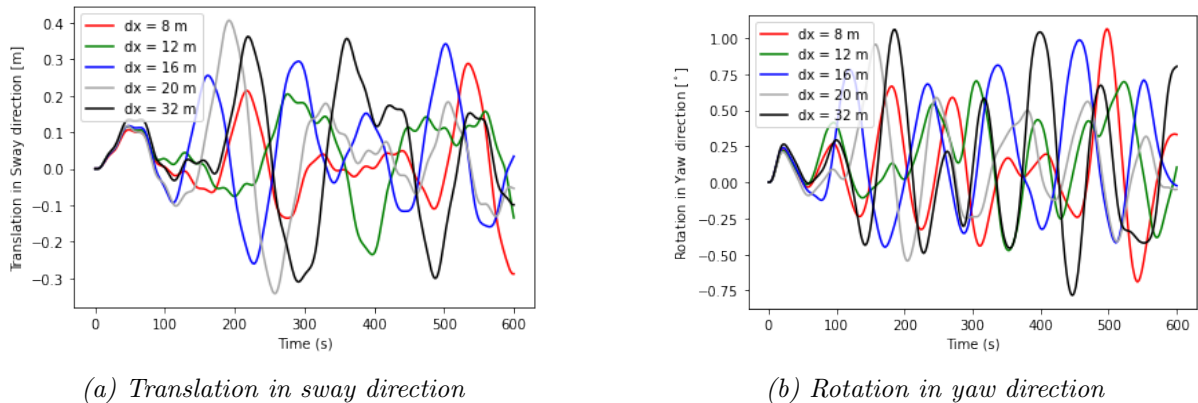 Translation in Sway direction [m]
0.4
0.3
0.2
0.1
0.0
−0.1
−0.2
−0.3
dx = 8 m
dx = 12 m
dx = 16 m
dx = 20 m
dx = 32 m
0 100 200 300 400 500 600
Time (s)
(a) Translation in sway direction
Rotation in Yaw direction [°]
1.00
0.75
0.50
0.25
0.00
−0.25
−0.50
−0.75
dx = 8 m
dx = 12 m
dx = 16 m
dx = 20 m
dx = 32 m
0 100 200 300 400 500 600
Time (s)
(b) Rotation in yaw direction